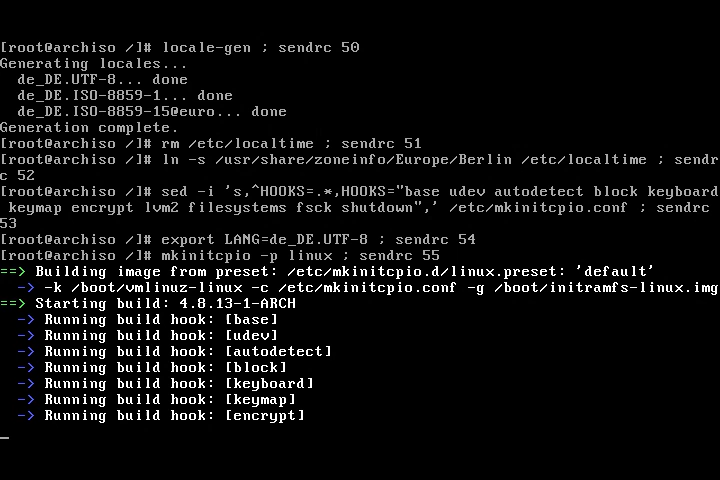 [root@archiso /]# locale-gen ; sendrc 50
Generating locales...
  de_DE.UTF-8... done
  de_DE.ISO-8859-1... done
  de_DE.ISO-8859-15@euro... done
Generation complete.
[root@archiso /]# rm /etc/localtime ; sendrc 51
[root@archiso /]# ln -s /usr/share/zoneinfo/Europe/Berlin /etc/localtime ; sendr
c 52
[root@archiso /]# sed -i 's,^HOOKS=.*,HOOKS="base udev autodetect block keyboard
 keymap encrypt lvm2 filesystems fsck shutdown",' /etc/mkinitcpio.conf ; sendrc
53
[root@archiso /]# export LANG=de_DE.UTF-8 ; sendrc 54
[root@archiso /]# mkinitcpio -p linux ; sendrc 55
==> Building image from preset: /etc/mkinitcpio.d/linux.preset: 'default'
  -> -k /boot/vmlinuz-linux -c /etc/mkinitcpio.conf -g /boot/initramfs-linux.img
==> Starting build: 4.8.13-1-ARCH
  -> Running build hook: [base]
  -> Running build hook: [udev]
  -> Running build hook: [autodetect]
  -> Running build hook: [block]
  -> Running build hook: [keyboard]
  -> Running build hook: [keymap]
  -> Running build hook: [encrypt]